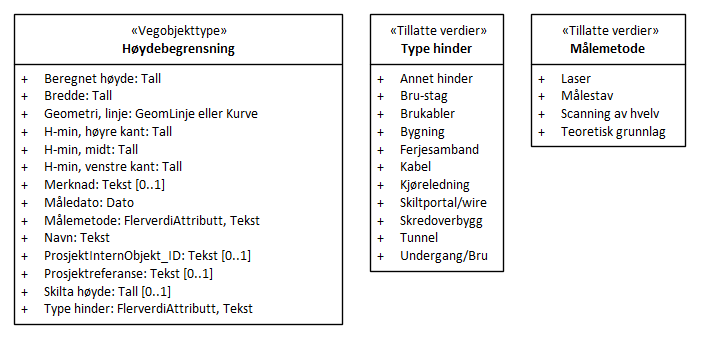 «Vegobjekttype»
Høydebegrensning
+ Beregnet høyde: Tall
+ Bredde: Tall
+ Geometri, linje: GeomLinje eller Kurve
+ H-min, høyre kant: Tall
+ H-min, midt: Tall
+ H-min, venstre kant: Tall
+ Merknad: Tekst [0..1]
+ Måledato: Dato
+ Målemetode: FlerverdiAttributt, Tekst
+ Navn: Tekst
+ ProsjektInternObjekt_ID: Tekst [0..1]
+ Prosjektreferanse: Tekst [0..1]
+ Skilta høyde: Tall [0..1]
+ Type hinder: FlerverdiAttributt, Tekst
«Tillatte verdier»
Type hinder
+ Annet hinder
+ Bru-stag
+ Brukabler
+ Bygning
+ Ferjesamband
+ Kabel
+ Kjøreledning
+ Skiltportal/wire
+ Skredoverbygg
+ Tunnel
+ Undergang/Bru
«Tillatte verdier»
Målemetode
+ Laser
+ Målestav
+ Scanning av hvelv
+ Teoretisk grunnlag